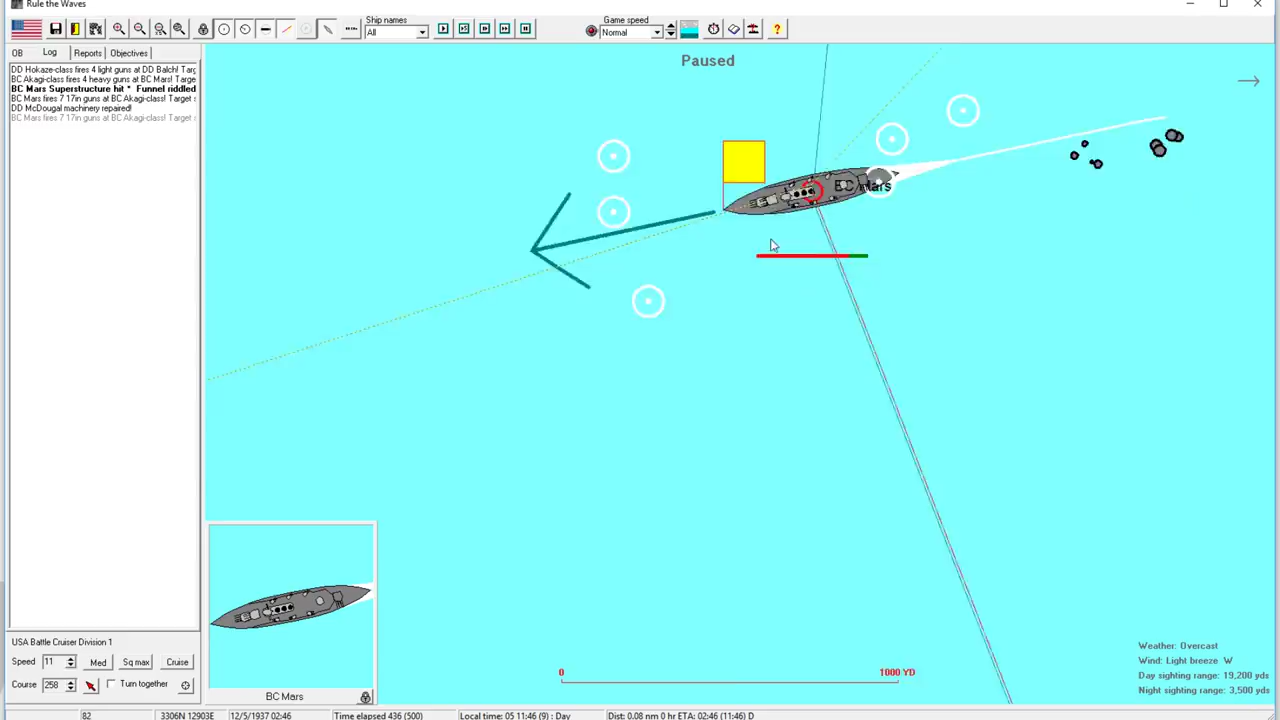 Rule the Waves
Ship names
All
Game speed
Normal
OB
Log
Reports
Objectives
Paused
DD Hokaze-class fires 4 light guns at DD Balch! Targ
BC Akagi-class fires 4 heavy guns at BC Mars! Targe
BC Mars Superstructure hit * Funnel riddled
BC Mars fires 7 17in guns at BC Akagi-class! Target s
DD McDougal machinery repaired!
BC Mars fires 7 17in guns at BC Akagi-class! Target s
BC Mars
USA Battle Cruiser Division 1
Speed 11 Med Sq max Cruise
Course 258 Turn together
BC Mars
0 1000 YD
Weather: Overcast
Wind: Light breeze W
Day sighting range: 19,200 yds
Night sighting range: 3,500 yds
82 3306N 12903E 12/5/1937 02:46 Time elapsed 436 (500) Local time: 05 11:46 (9) : Day Dist: 0.08 nm 0 hr ETA: 02:46 (11:46) D